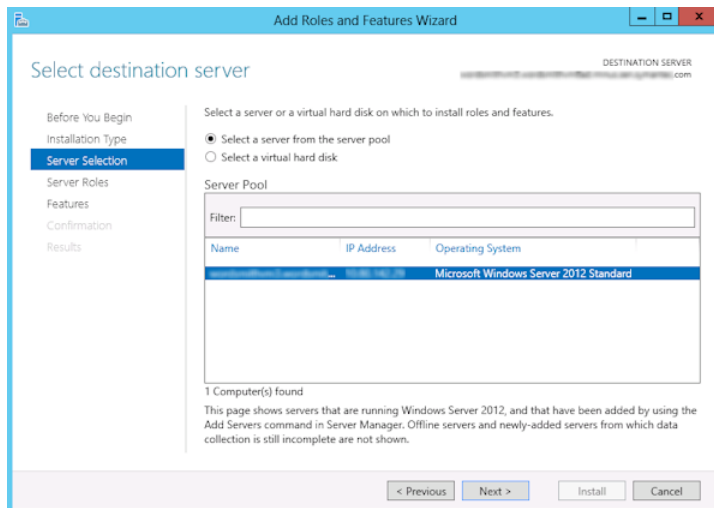 Add Roles and Features Wizard
Select destination server
DESTINATION SERVER
.com
Before You Begin
Installation Type
Server Selection
Server Roles
Features
Confirmation
Results
Select a server or a virtual hard disk on which to install roles and features.
Select a server from the server pool
Select a virtual hard disk
Server Pool
Filter:
Name IP Address Operating System
... Microsoft Windows Server 2012 Standard
1 Computer(s) found
This page shows servers that are running Windows Server 2012, and that have been added by using the
Add Servers command in Server Manager. Offline servers and newly-added servers from which data
collection is still incomplete are not shown.
< Previous Next > Install Cancel